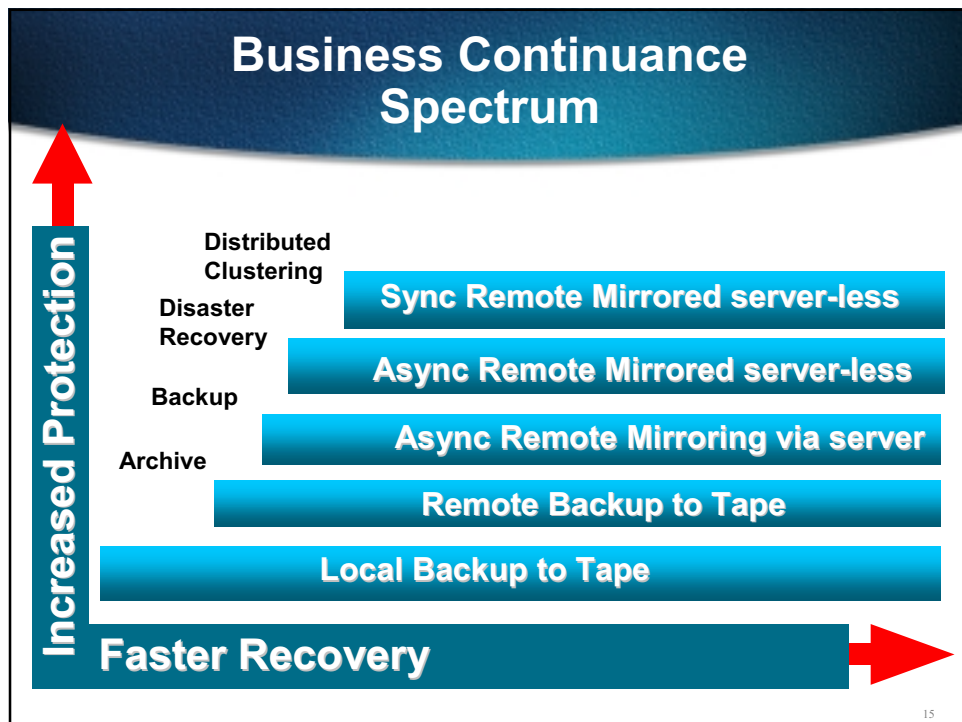 Business Continuance
Spectrum
Increased Protection
Distributed
Clustering
Sync Remote Mirrored server-less
Disaster
Recovery
Async Remote Mirrored server-less
Backup
Async Remote Mirroring via server
Archive
Remote Backup to Tape
Local Backup to Tape
Faster Recovery
15